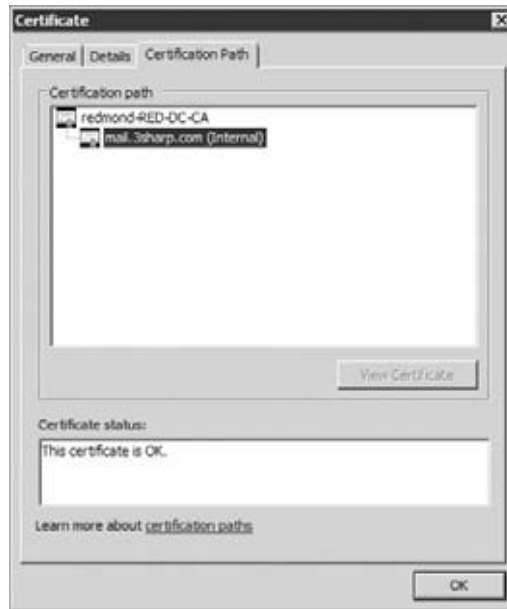 Certificate
General Details Certification Path
Certification path
redmond-RED-DC-CA
mail.3sharp.com (Internal)
View Certificate
Certificate status:
This certificate is OK.
Learn more about certification paths
OK